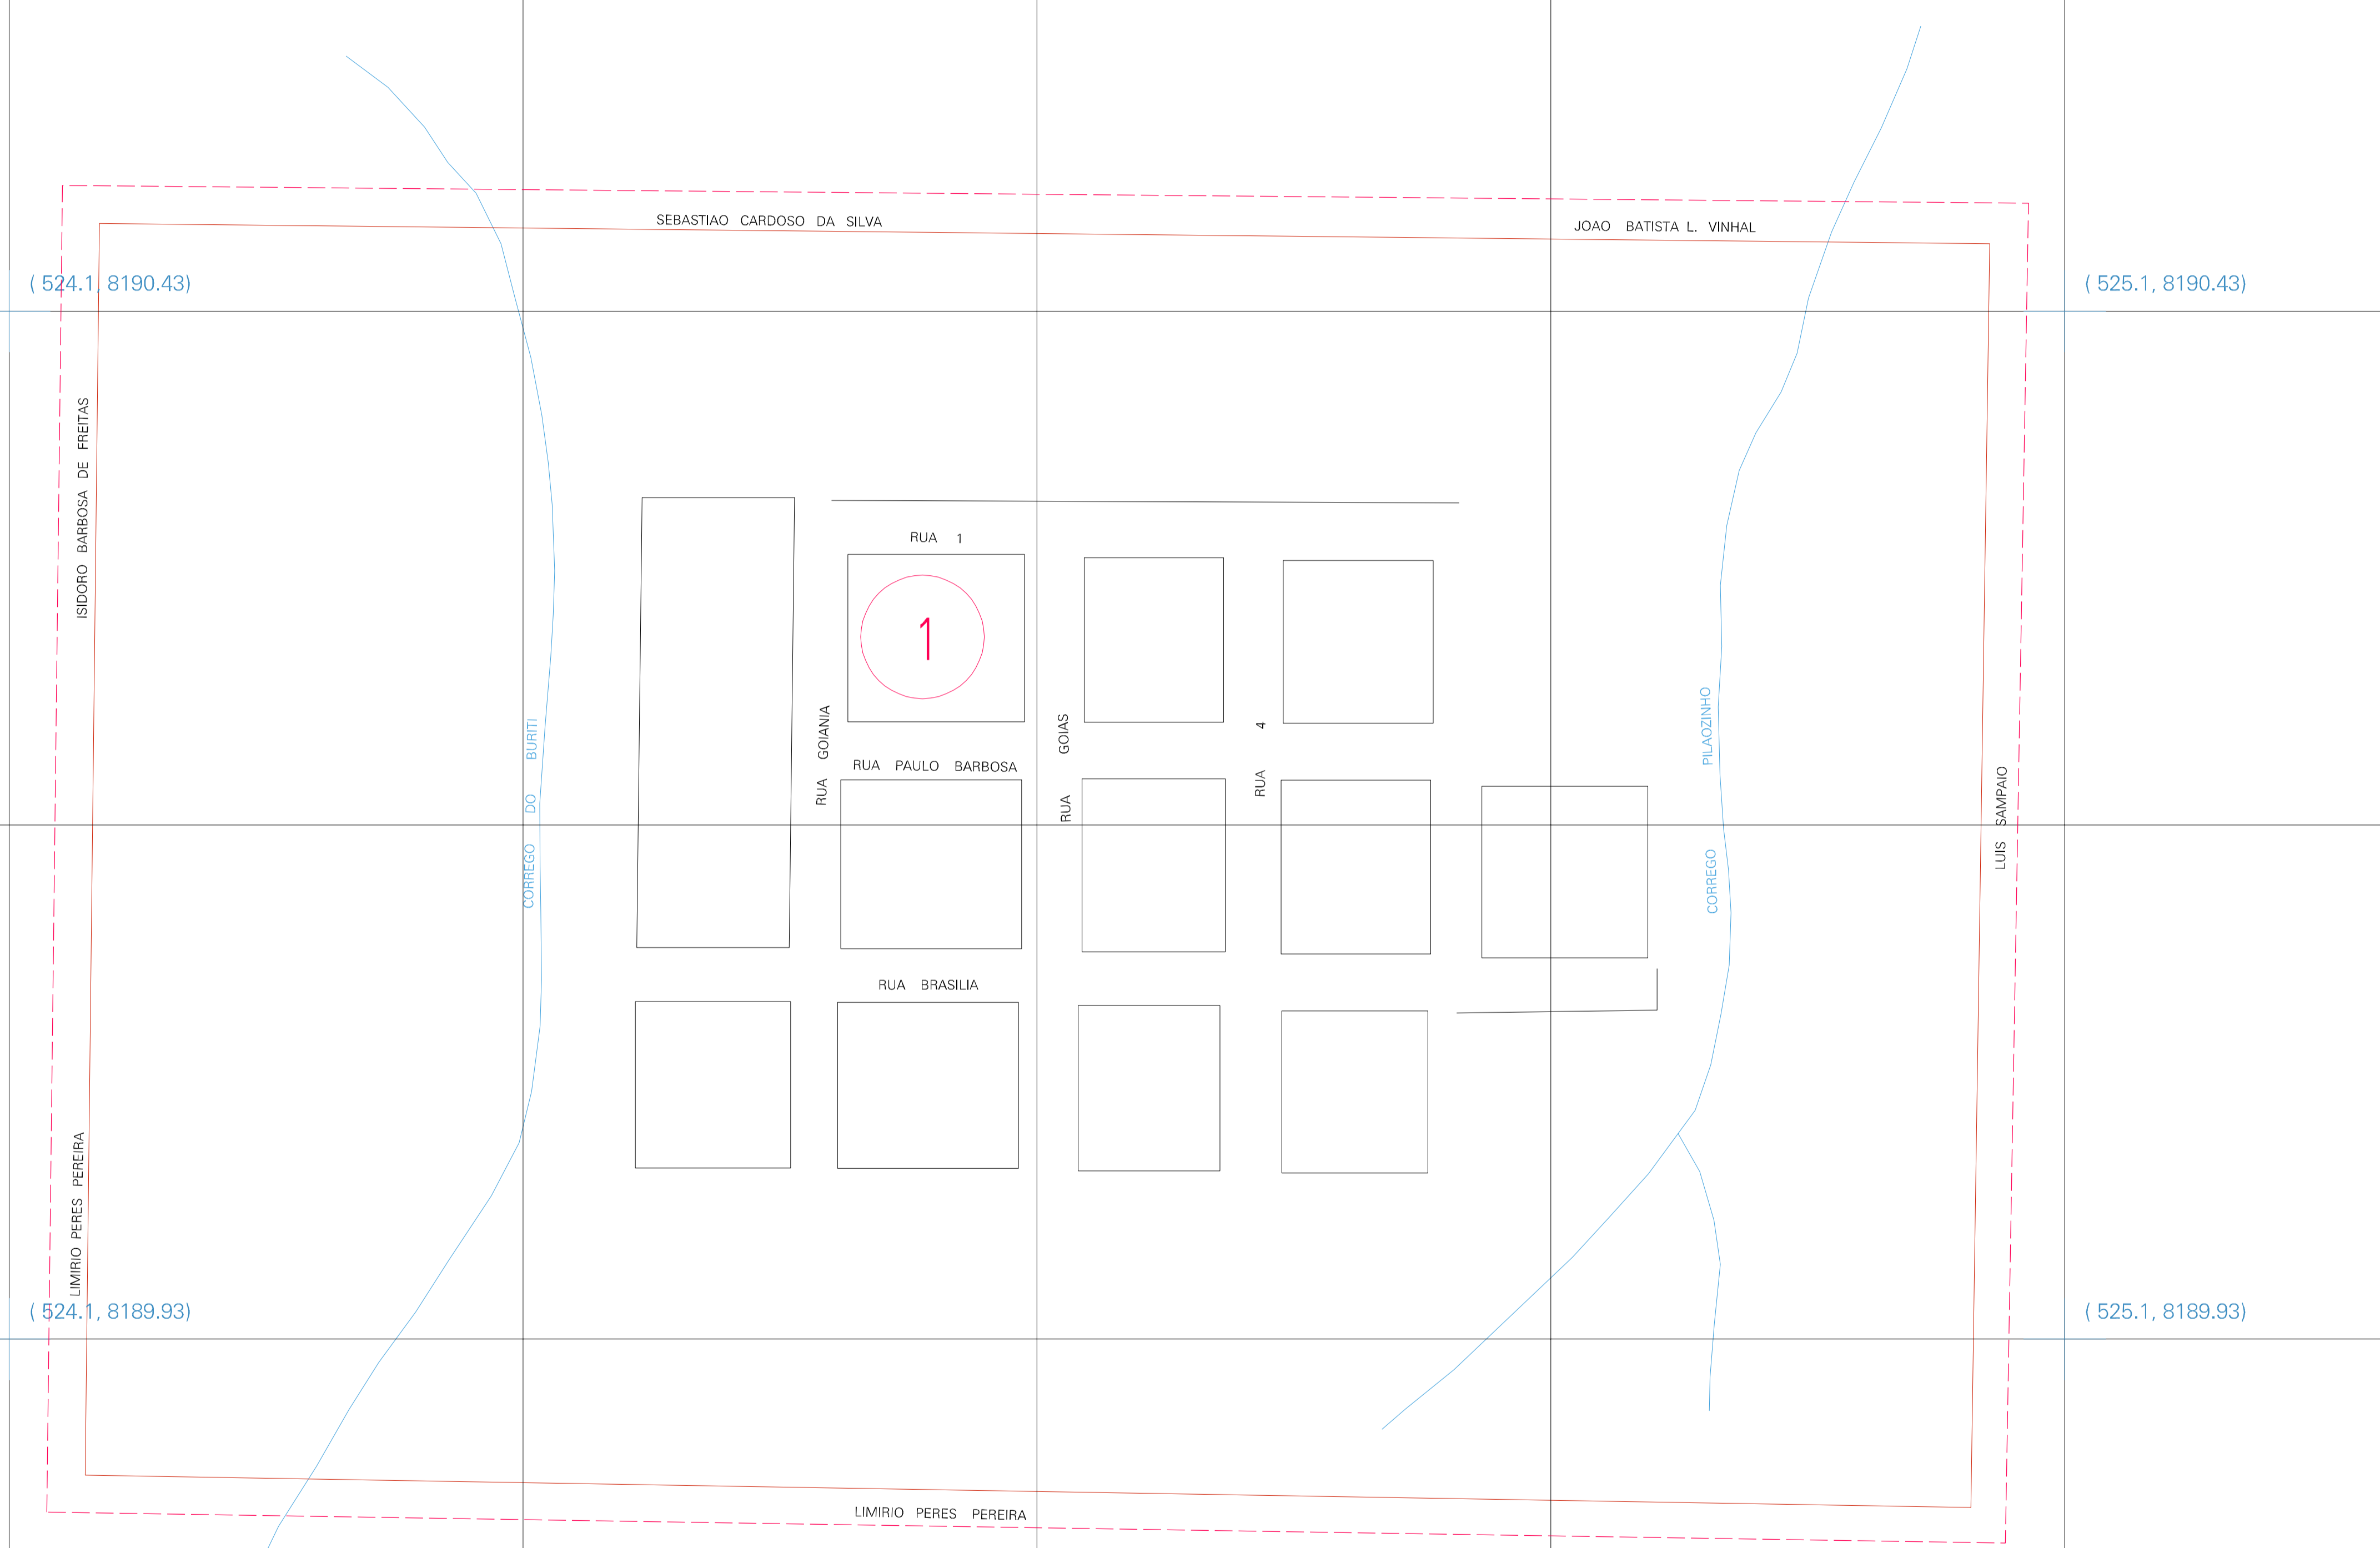 SEBASTIAO CARDOSO DA SILVA
JOAO BATISTA L. VINHAL
( 524.1, 8190.43)
( 525.1, 8190.43)
ISIDORO BARBOSA DE FREITAS
RUA 1
1
RUA GOIANIA
RUA GOIAS
RUA 4
RUA PAULO BARBOSA
CORREGO DO BURITI
CORREGO PILAOZINHO
LUIS SAMPAIO
RUA BRASILIA
LIMIRIO PERES PEREIRA
( 524.1, 8189.93)
( 525.1, 8189.93)
LIMIRIO PERES PEREIRA